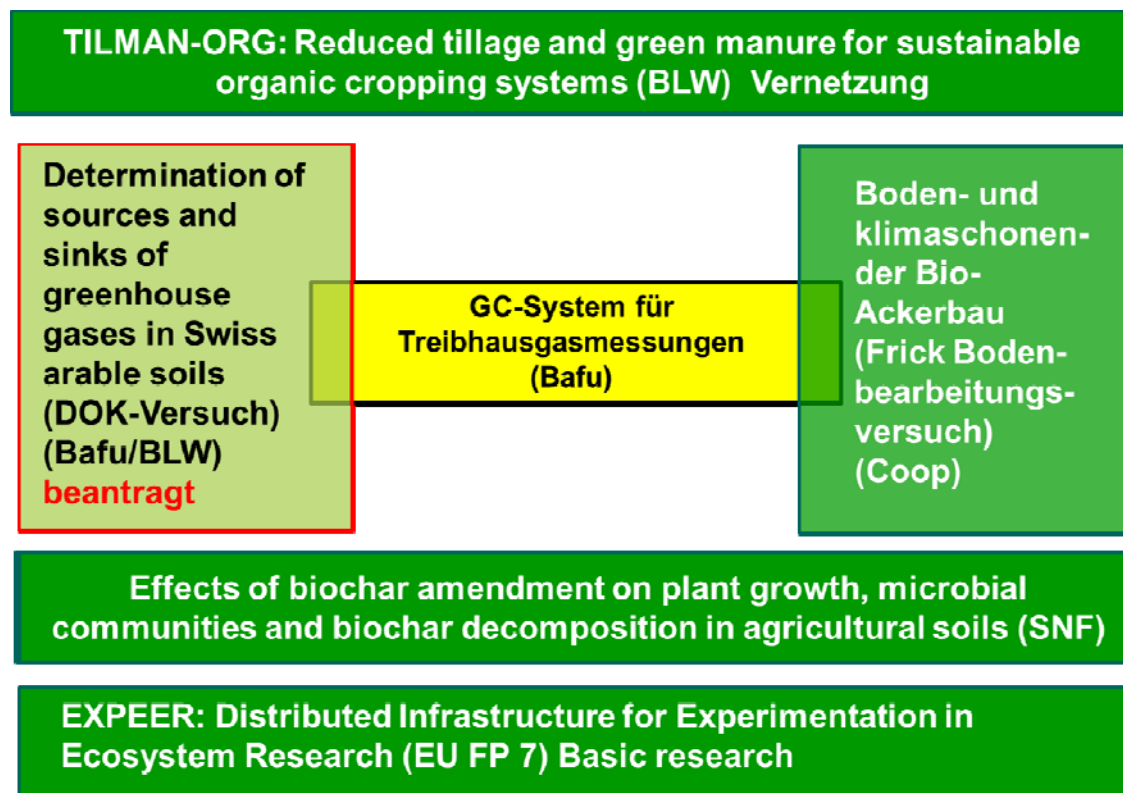 TILMAN-ORG: Reduced tillage and green manure for sustainable
organic cropping systems (BLW) Vernetzung
Determination of
sources and
sinks of
greenhouse
gases in Swiss
arable soils
(DOK-Versuch)
(Bafu/BLW)
beantragt
GC-System für
Treibhausgasmessungen
(Bafu)
Boden- und
klimaschonen-
der Bio-
Ackerbau
(Frick Boden-
bearbeitungs-
versuch)
(Coop)
Effects of biochar amendment on plant growth, microbial
communities and biochar decomposition in agricultural soils (SNF)
EXPEER: Distributed Infrastructure for Experimentation in
Ecosystem Research (EU FP 7) Basic research